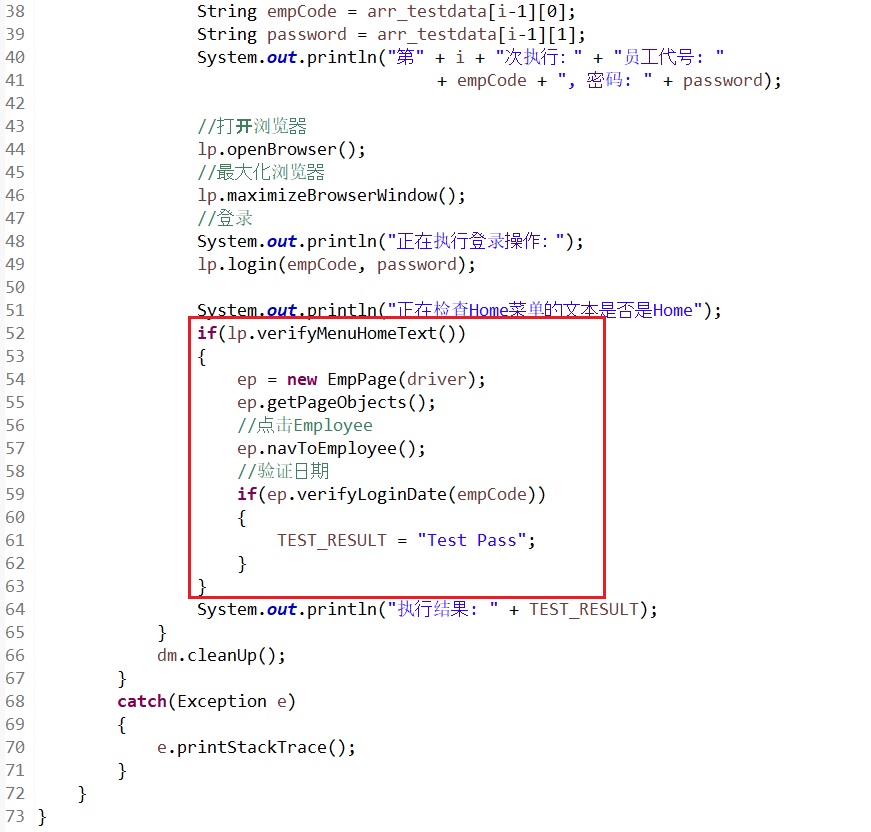 38 String empCode = arr_testdata[i-1][0];
39 String password = arr_testdata[i-1][1];
40 System.out.println("第" + i + "次执行：" + "员工代号："
41 + empCode + ", 密码：" + password);
42
43 //打开浏览器
44 lp.openBrowser();
45 //最大化浏览器
46 lp.maximizeBrowserWindow();
47 //登录
48 System.out.println("正在执行登录操作：");
49 lp.login(empCode, password);
50
51 System.out.println("正在检查Home菜单的文本是否是Home");
52 if(lp.verifyMenuHomeText())
53 {
54 ep = new EmpPage(driver);
55 ep.getPageObjects();
56 //点击Employee
57 ep.navToEmployee();
58 //验证日期
59 if(ep.verifyLoginDate(empCode))
60 {
61 TEST_RESULT = "Test Pass";
62 }
63 }
64 System.out.println("执行结果：" + TEST_RESULT);
65 }
66 dm.cleanUp();
67 }
68 catch(Exception e)
69 {
70 e.printStackTrace();
71 }
72 }
73 }